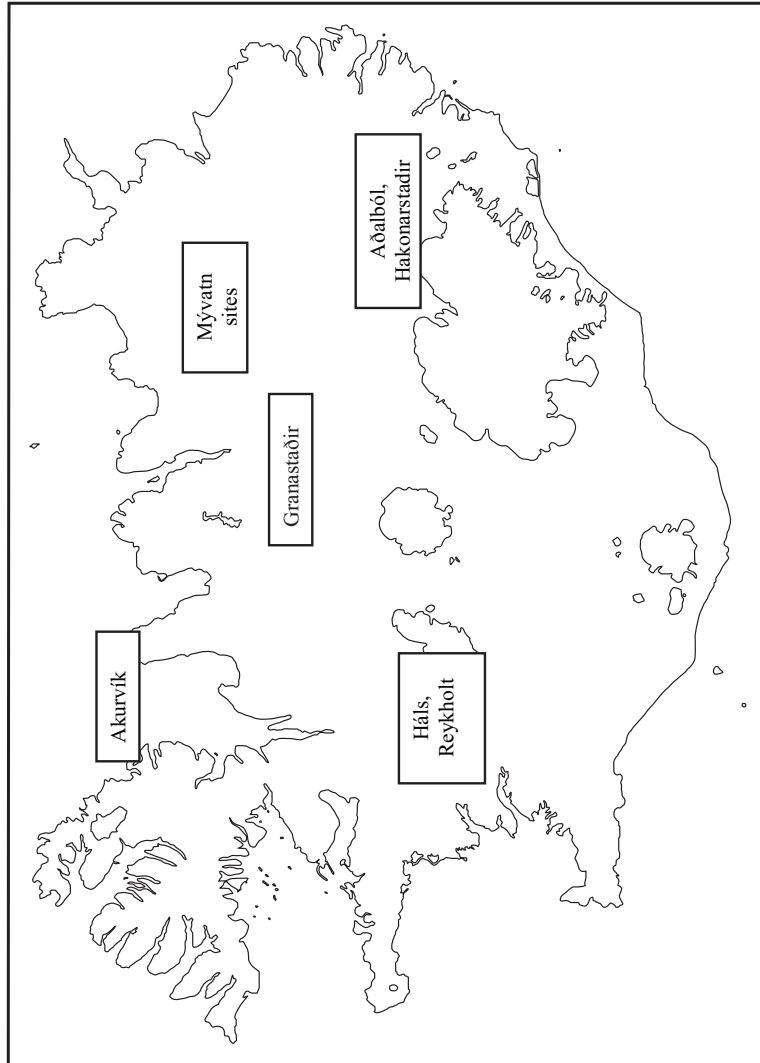 Akurvík
Mývatn
sites
Granastaðir
Aðalból,
Hakonarstadir
Háls,
Reykholt